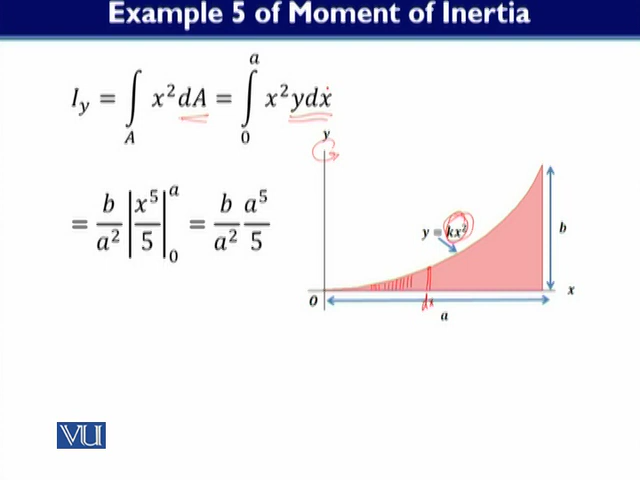 Example 5 of Moment of Inertia
I_y = ∫_A x² dA = ∫_0^a x² y dx
= b/a² |x⁵/5|_0^a = b/a² a⁵/5
y
y = kx²
b
x
O
dx
a
VU